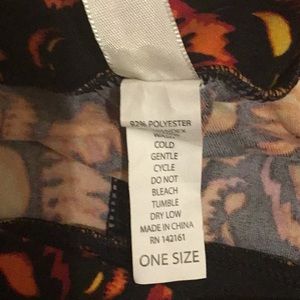 92% POLYESTER
COLD
GENTLE
CYCLE
DO NOT
BLEACH
TUMBLE
DRY LOW
MADE IN CHINA
RN 142161
ONE SIZE